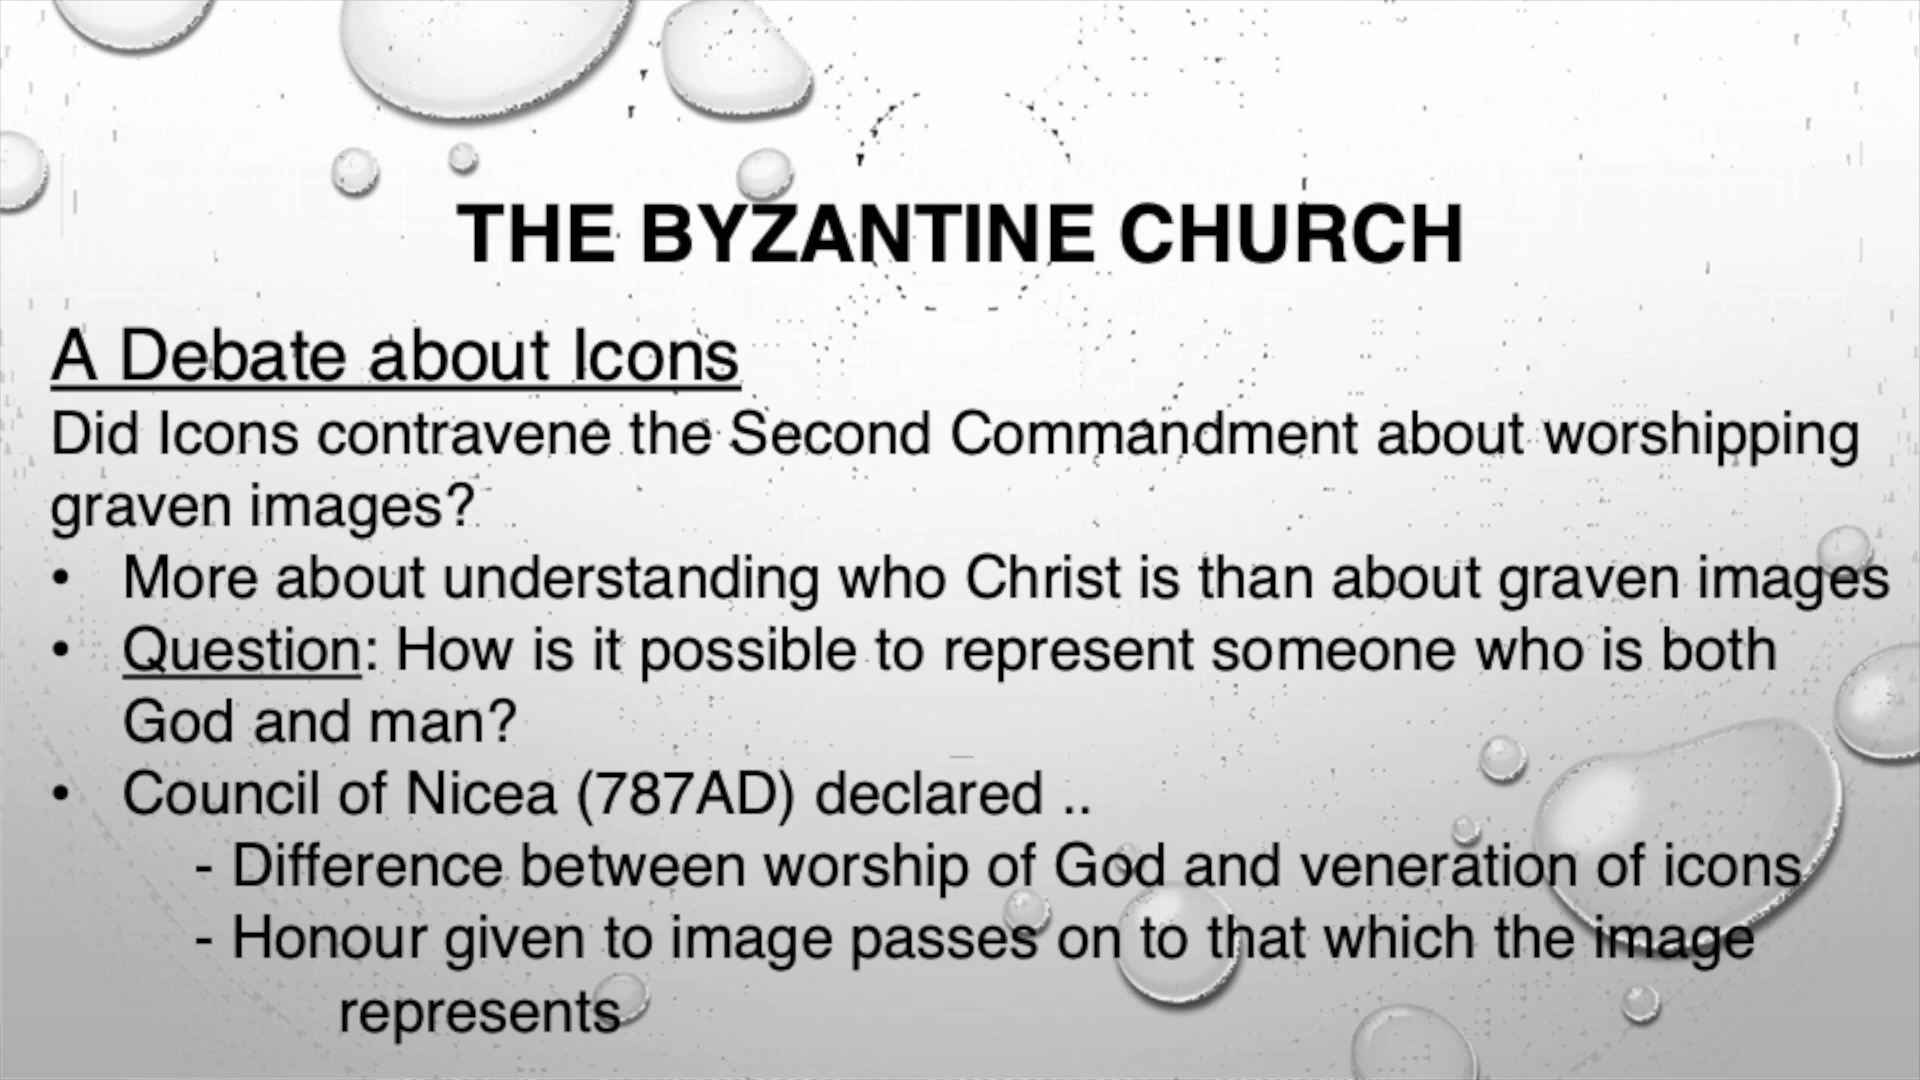 THE BYZANTINE CHURCH
A Debate about Icons
Did Icons contravene the Second Commandment about worshipping
graven images?
• More about understanding who Christ is than about graven images
• Question: How is it possible to represent someone who is both
God and man?
• Council of Nicea (787AD) declared ..
- Difference between worship of God and veneration of icons
- Honour given to image passes on to that which the image
represents